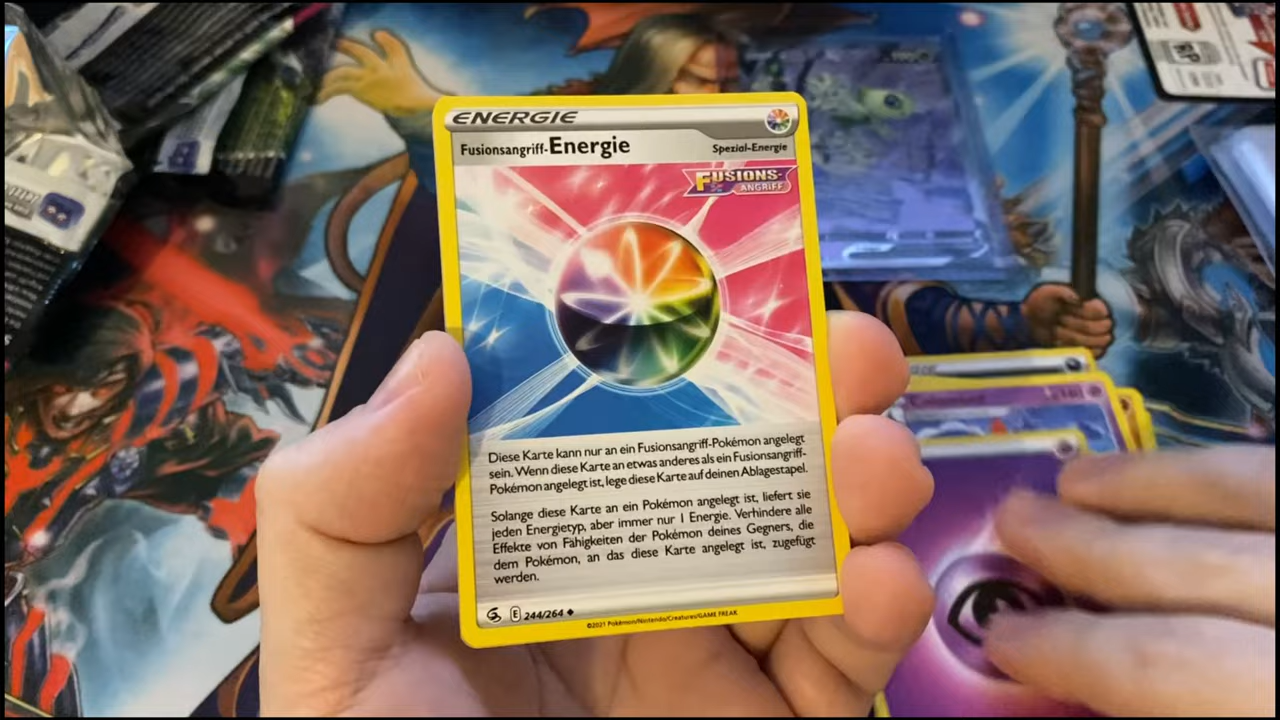 ENERGIE
Fusionsangriff-Energie
Spezial-Energie
FUSIONS-
ANGRIFF
Diese Karte kann nur an ein Fusionsangriff-Pokémon angelegt
sein. Wenn diese Karte an etwas anderes als ein Fusionsangriff-
Pokémon angelegt ist, lege diese Karte auf deinen Ablagestapel.
Solange diese Karte an ein Pokémon angelegt ist, liefert sie
jeden Energietyp, aber immer nur 1 Energie. Verhindere alle
Effekte von Fähigkeiten der Pokémon deines Gegners, die
dem Pokémon, an das diese Karte angelegt ist, zugefügt
werden.
E 244/264
©2021 Pokémon/Nintendo/Creatures/GAME FREAK